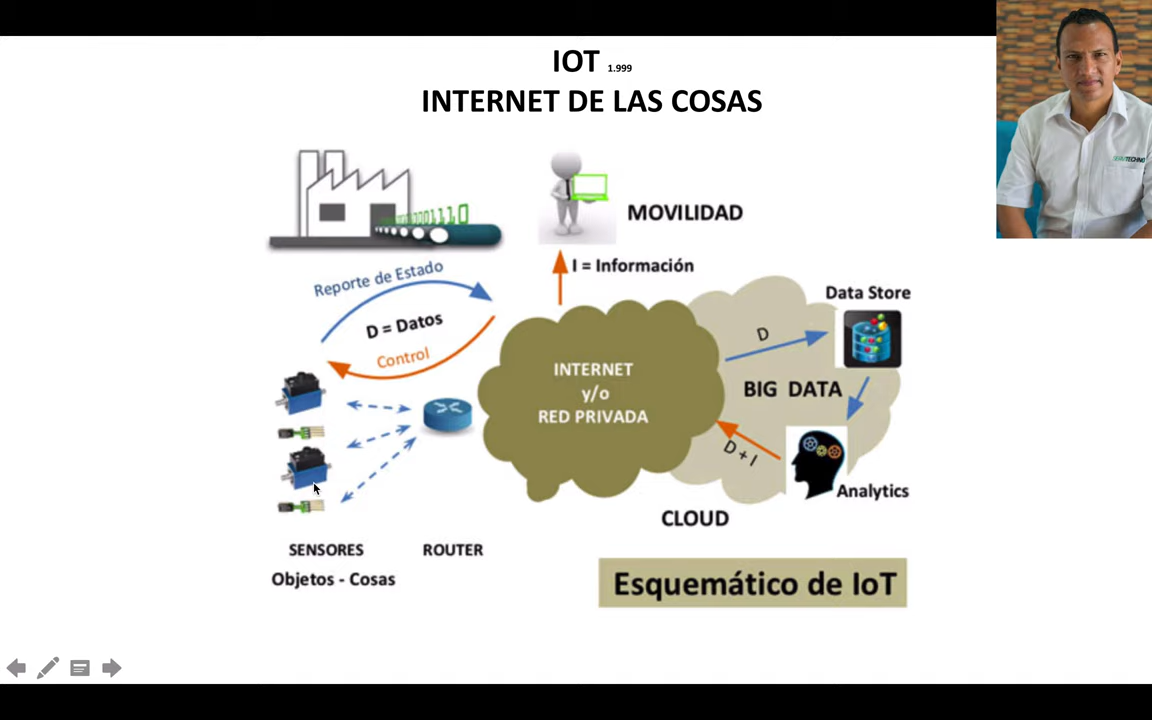 IOT 1.999
INTERNET DE LAS COSAS
MOVILIDAD
I = Información
Reporte de Estado
D = Datos
Control
INTERNET
y/o
RED PRIVADA
Data Store
D
BIG DATA
D + I
Analytics
CLOUD
SENSORES
ROUTER
Objetos - Cosas
Esquemático de IoT